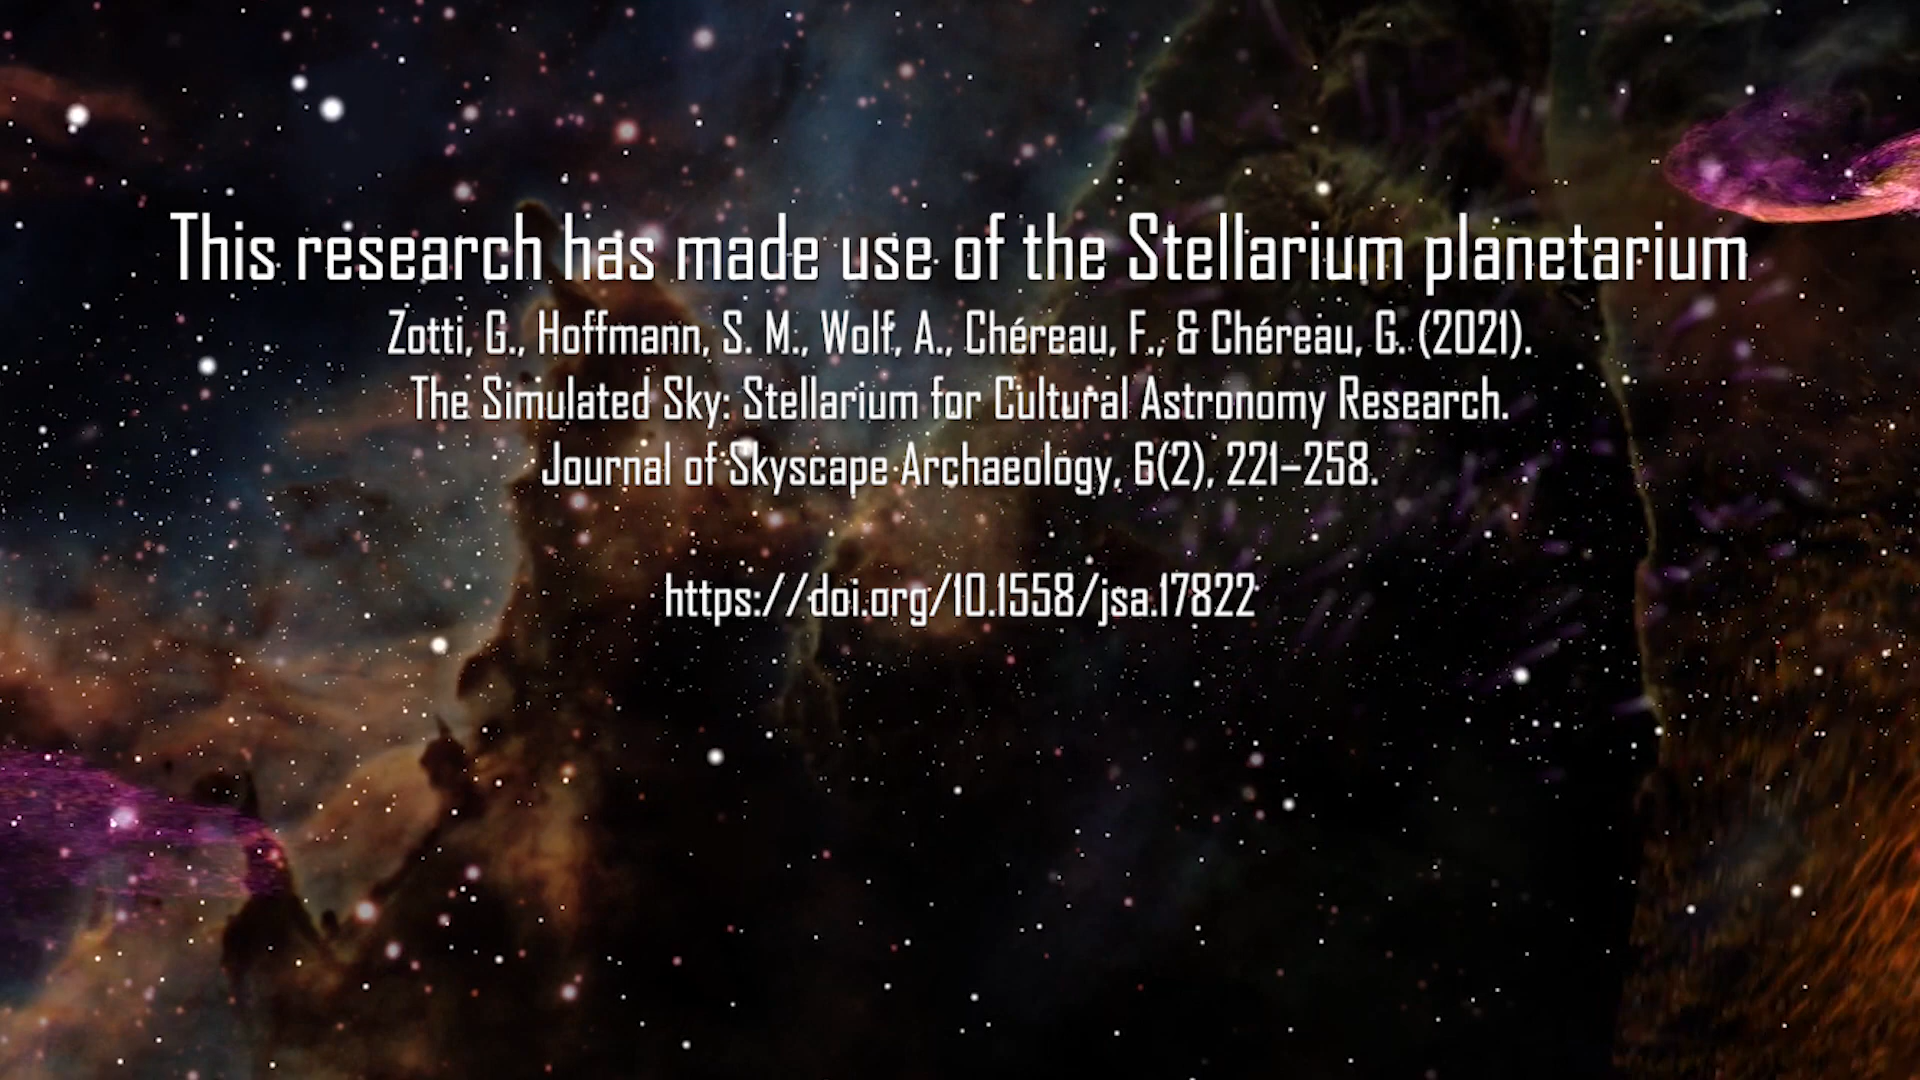 This research has made use of the Stellarium planetarium
Zotti, G., Hoffmann, S. M., Wolf, A., Chéreau, F., & Chéreau, G. (2021).
The Simulated Sky: Stellarium for Cultural Astronomy Research.
Journal of Skyscape Archaeology, 6(2), 221–258.
https://doi.org/10.1558/jsa.17822